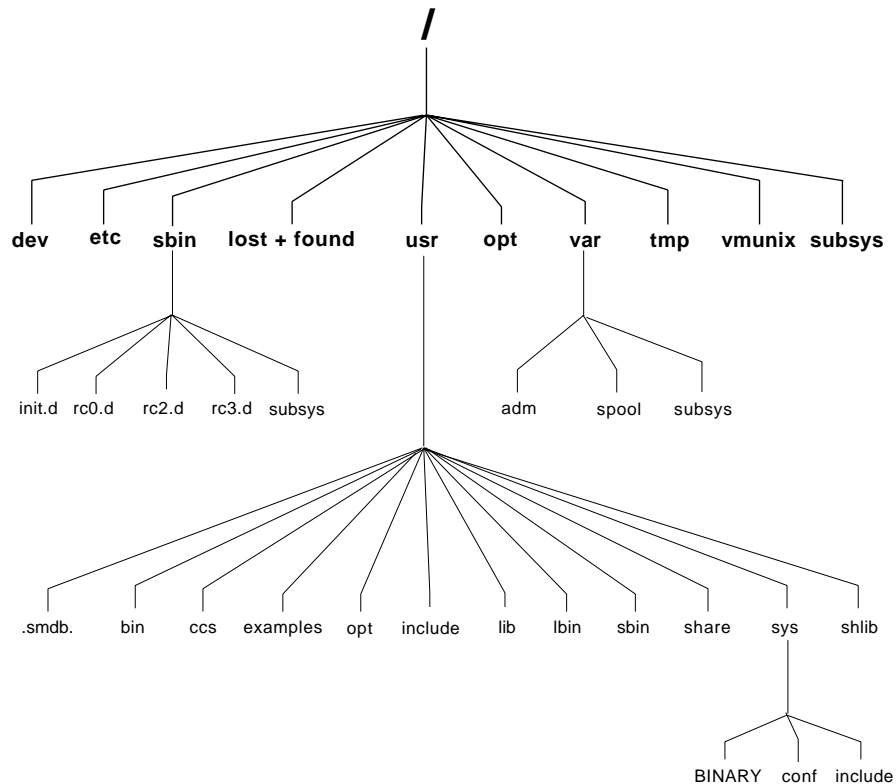 /
dev etc sbin lost + found usr opt var tmp vmunix subsys
init.d rc0.d rc2.d rc3.d subsys adm spool subsys
.smdb. bin ccs examples opt include lib lbin sbin share sys shlib
BINARY conf include